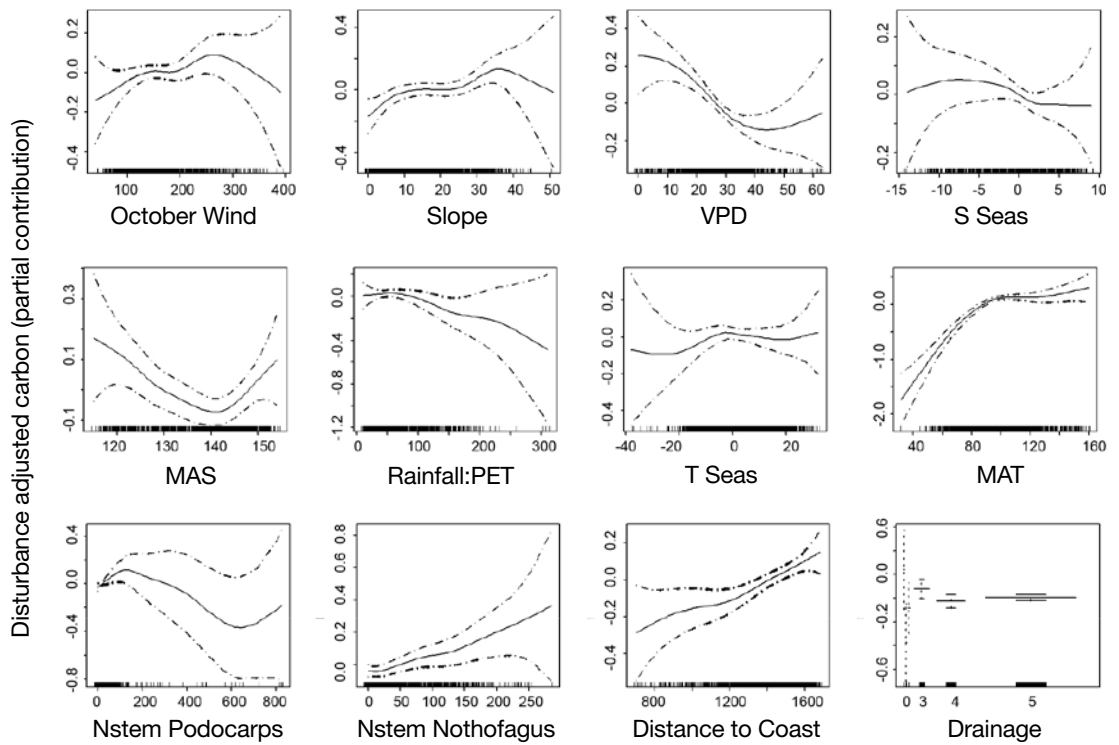 Disturbance adjusted carbon (partial contribution)
0.2
0.0
-0.2
-0.4
100 200 300 400
October Wind
0.2
0.0
-0.2
-0.4
0 10 20 30 40 50
Slope
0.4
0.2
0.0
-0.2
0 10 20 30 40 50 60
VPD
0.2
0.0
-0.2
-15 -10 -5 0 5 10
S Seas
0.3
0.1
-0.1
120 130 140 150
MAS
0.0
-0.4
-0.8
-1.2
0 100 200 300
Rainfall:PET
0.2
0.0
-0.2
-0.4
-40 -20 0 20
T Seas
0.0
-1.0
-2.0
40 80 120 160
MAT
0.4
0.0
-0.4
-0.8
0 200 400 600 800
Nstem Podocarps
0.8
0.6
0.4
0.2
0.0
0 50 100 150 200 250
Nstem Nothofagus
0.2
0.0
-0.2
-0.4
800 1200 1600
Distance to Coast
0.6
0.0
-0.2
-0.6
0 0 3 4 5
Drainage